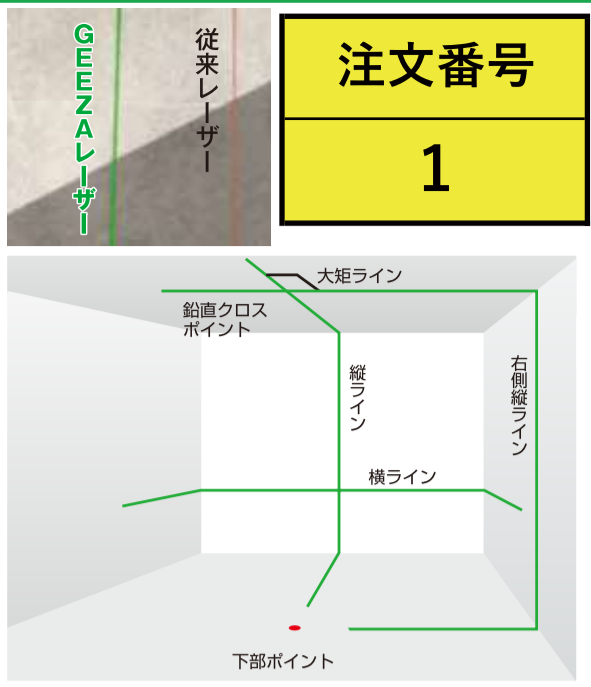 GEEZAレーザー
従来レーザー
注文番号
1
大矩ライン
鉛直クロス
ポイント
縦ライン
右側縦ライン
横ライン
下部ポイント